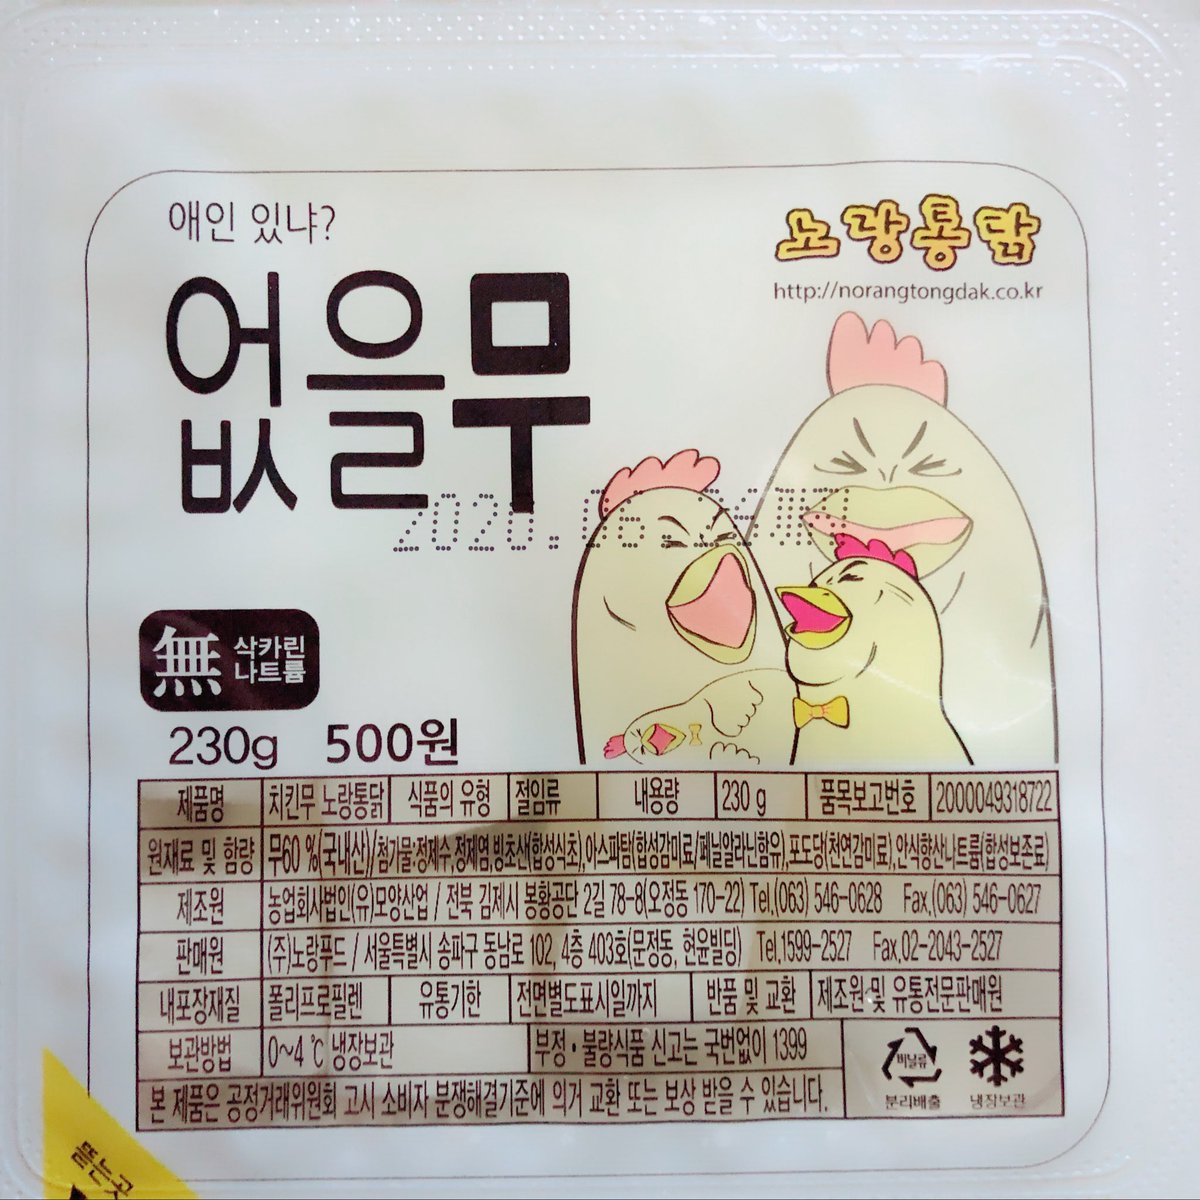 애인 있냐?
없을무
노랑통닭
http://norangtongdak.co.kr
2020.06.26까지
無 삭카린 나트륨
230g 500원
제품명 치킨무 노랑통닭 식품의 유형 절임류 내용량 230 g 품목보고번호 2000049318722
원재료 및 함량 무60 %(국내산)/첨가물:정제수,정제염,빙초산(합성식초),아스파탐(합성감미료/페닐알라닌함유),포도당(천연감미료),안식향산나트륨(합성보존료)
제조원 농업회사법인(유)모양산업 / 전북 김제시 봉황공단 2길 78-8(오정동 170-22) Tel.(063) 546-0628 Fax.(063) 546-0627
판매원 (주)노랑푸드 / 서울특별시 송파구 동남로 102, 4층 403호(문정동, 현윤빌딩) Tel.1599-2527 Fax.02-2043-2527
내포장재질 폴리프로필렌 유통기한 전면별도표시일까지 반품 및 교환 제조원 및 유통전문판매원
보관방법 0~4 ℃ 냉장보관 부정·불량식품 신고는 국번없이 1399
비닐류
분리배출 냉장보관
본 제품은 공정거래위원회 고시 소비자 분쟁해결기준에 의거 교환 또는 보상 받을 수 있습니다.
뜯는곳